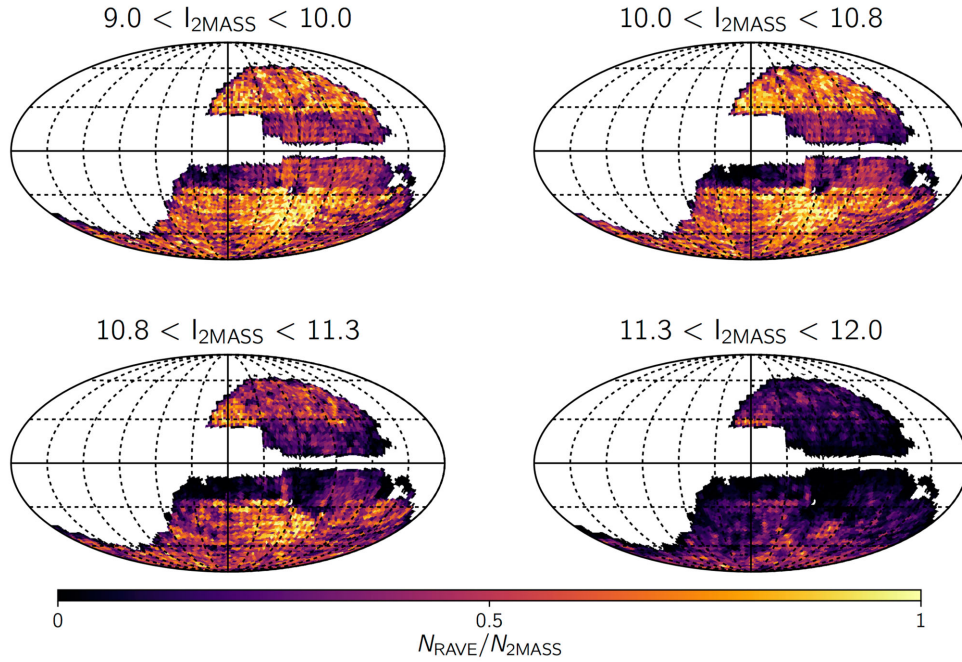 9.0 < I2MASS < 10.0
10.0 < I2MASS < 10.8
10.8 < I2MASS < 11.3
11.3 < I2MASS < 12.0
0
0.5
1
NRAVE/N2MASS